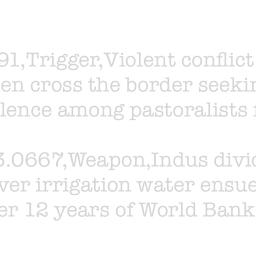 91,Trigger,Violent conflict
en cross the border seekin
lence among pastoralists
3.0667,Weapon,Indus divi
ver irrigation water ensue
er 12 years of World Bank